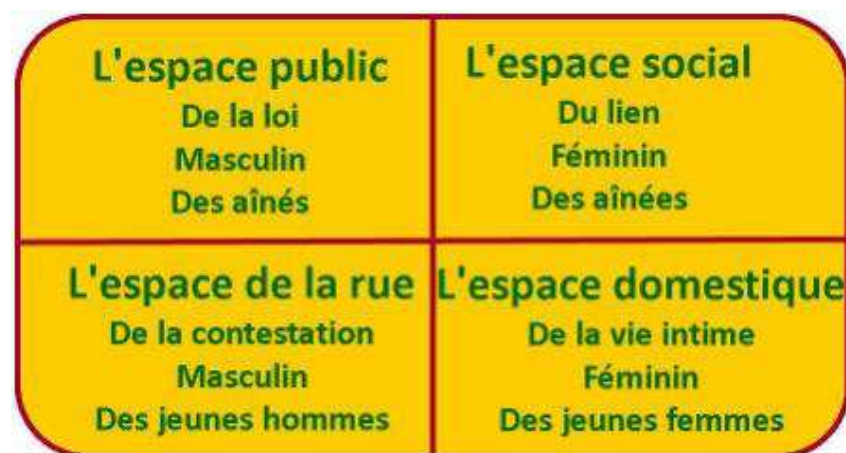 L'espace public
De la loi
Masculin
Des aînés
L'espace social
Du lien
Féminin
Des aînées
L'espace de la rue
De la contestation
Masculin
Des jeunes hommes
L'espace domestique
De la vie intime
Féminin
Des jeunes femmes